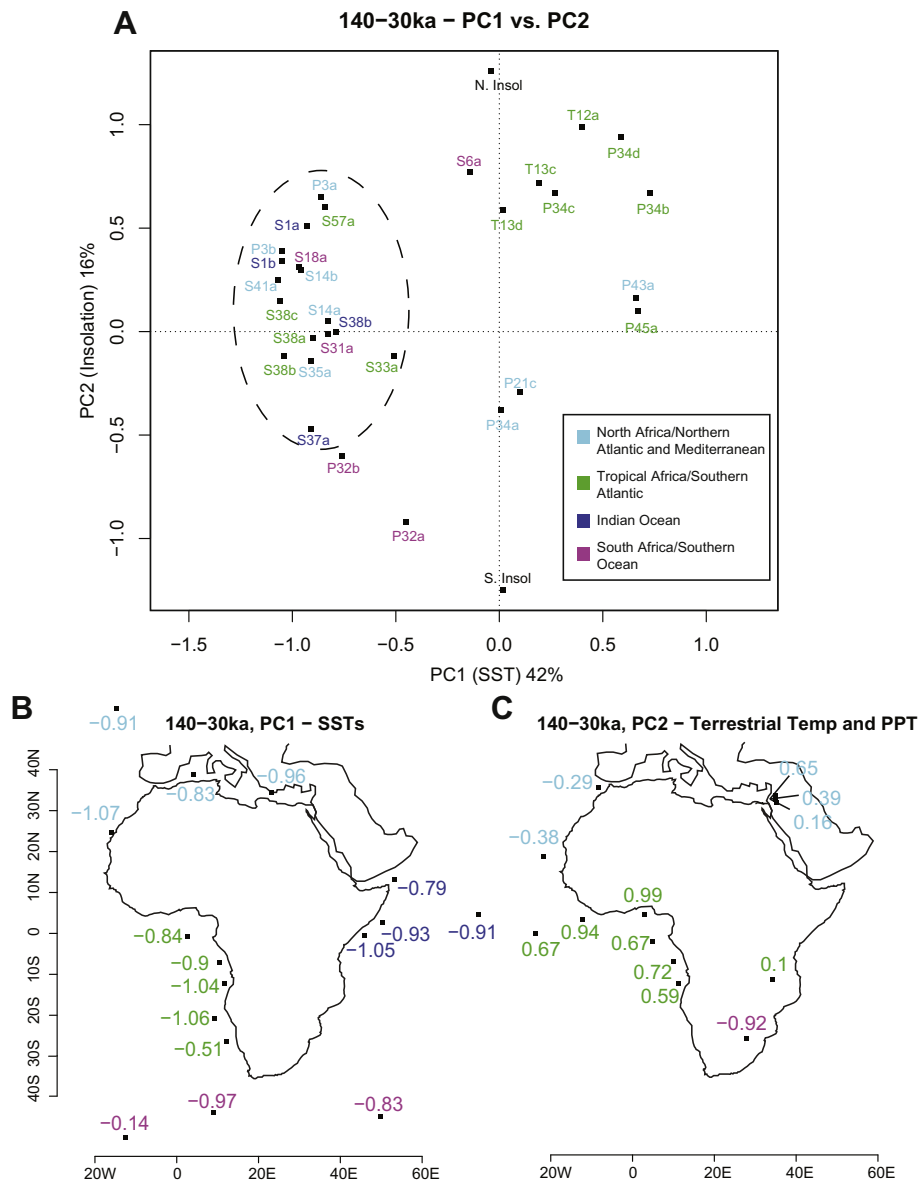 A
140−30ka − PC1 vs. PC2
N. Insol
T12a
P34d
S6a
T13c
P34c
P34b
T13d
P3a
S57a
S1a
P3b
S1b
S18a
S14b
S41a
S38c
S14a
S38b
S38a
S31a
S38b
S35a
S33a
S37a
P32b
P32a
P43a
P45a
P21c
P34a
S. Insol
North Africa/Northern
Atlantic and Mediterranean
Tropical Africa/Southern
Atlantic
Indian Ocean
South Africa/Southern
Ocean
1.0
0.5
0.0
−0.5
−1.0
PC2 (Insolation) 16%
−1.5 −1.0 −0.5 0.0 0.5 1.0
PC1 (SST) 42%
B
140−30ka, PC1 − SSTs
−0.91
−0.96
−0.83
−1.07
−0.79
−0.93
−0.91
−1.05
−0.84
−0.9
−1.04
−1.06
−0.51
−0.97
−0.83
−0.14
40N
30N
20N
10N
0
10S
20S
30S
40S
20W 0 20E 40E 60E
C
140−30ka, PC2 − Terrestrial Temp and PPT
0.65
−0.29
0.39
0.16
−0.38
0.99
0.94
0.67
0.67
0.72
0.59
0.1
−0.92
20W 0 20E 40E 60E